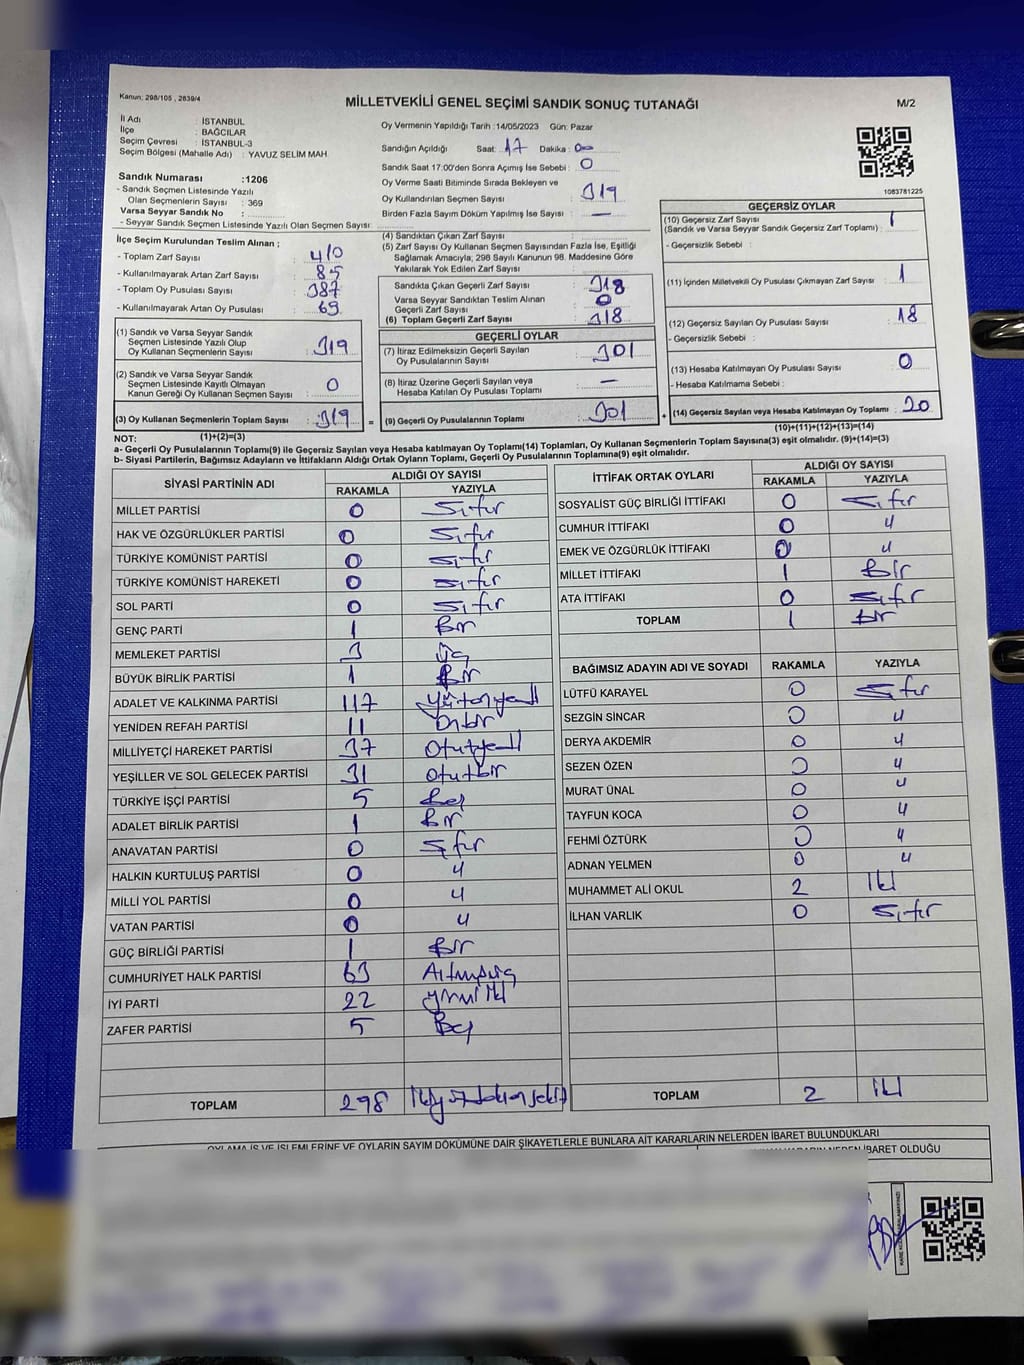 Kanun; 298/105 , 2839/4
MİLLETVEKİLİ GENEL SEÇİMİ SANDIK SONUÇ TUTANAĞI
M/2
İl Adı : İSTANBUL
İlçe : BAĞCILAR
Seçim Çevresi : İSTANBUL-3
Seçim Bölgesi (Mahalle Adı) : YAVUZ SELİM MAH.
Sandık Numarası :1206
- Sandık Seçmen Listesinde Yazılı
Olan Seçmenlerin Sayısı : 369
Varsa Seyyar Sandık No :
- Seyyar Sandık Seçmen Listesinde Yazılı Olan Seçmen Sayısı:
Oy Vermenin Yapıldığı Tarih :14/05/2023 Gün: Pazar
Sandığın Açıldığı Saat: 17 Dakika : 00
Sandık Saat 17:00'den Sonra Açımış İse Sebebi : 0
Oy Verme Saati Bitiminde Sırada Bekleyen ve
Oy Kullandırılan Seçmen Sayısı : 319
Birden Fazla Sayım Döküm Yapılmış İse Sayısı : —
1083781225
İlçe Seçim Kurulundan Teslim Alınan ;
- Toplam Zarf Sayısı : 410
- Kullanılmayarak Artan Zarf Sayısı : 85
- Toplam Oy Pusulası Sayısı : 387
- Kullanılmayarak Artan Oy Pusulası : 69
(1) Sandık ve Varsa Seyyar Sandık
Seçmen Listesinde Yazılı Olup
Oy Kullanan Seçmenlerin Sayısı : 319
(2) Sandık ve Varsa Seyyar Sandık
Seçmen Listesinde Kayıtlı Olmayan
Kanun Gereği Oy Kullanan Seçmen Sayısı : 0
(3) Oy Kullanan Seçmenlerin Toplam Sayısı : 319 =
(1)+(2)=(3)
(4) Sandıktan Çıkan Zarf Sayısı :
(5) Zarf Sayısı Oy Kullanan Seçmen Sayısından Fazla İse, Eşitliği
Sağlamak Amacıyla; 298 Sayılı Kanunun 98. Maddesine Göre
Yakılarak Yok Edilen Zarf Sayısı :
Sandıkta Çıkan Geçerli Zarf Sayısı : 318
Varsa Seyyar Sandıktan Teslim Alınan
Geçerli Zarf Sayısı : 0
(6) Toplam Geçerli Zarf Sayısı : 318
GEÇERLİ OYLAR
(7) İtiraz Edilmeksizin Geçerli Sayılan
Oy Pusulalarının Sayısı : 301
(8) İtiraz Üzerine Geçerli Sayılan veya
Hesaba Katılan Oy Pusulası Toplamı : —
(9) Geçerli Oy Pusulalarının Toplamı : 301 +
GEÇERSİZ OYLAR
(10) Geçersiz Zarf Sayısı
(Sandık ve Varsa Seyyar Sandık Geçersiz Zarf Toplamı) : 1
- Geçersizlik Sebebi :
(11) İçinden Milletvekili Oy Pusulası Çıkmayan Zarf Sayısı : 1
(12) Geçersiz Sayılan Oy Pusulası Sayısı : 18
- Geçersizlik Sebebi :
(13) Hesaba Katılmayan Oy Pusulası Sayısı : 0
- Hesaba Katılmama Sebebi :
(14) Geçersiz Sayılan veya Hesaba Katılmayan Oy Toplamı : 20
(10)+(11)+(12)+(13)=(14)
NOT:
a- Geçerli Oy Pusulalarının Toplamı(9) ile Geçersiz Sayılan veya Hesaba katılmayan Oy Toplamı(14) Toplamları, Oy Kullanan Seçmenlerin Toplam Sayısına(3) eşit olmalıdır. (9)+(14)=(3)
b- Siyasi Partilerin, Bağımsız Adayların ve İttifakların Aldığı Ortak Oyların Toplamı, Geçerli Oy Pusulalarının Toplamına(9) eşit olmalıdır.
SİYASİ PARTİNİN ADI
ALDIĞI OY SAYISI
RAKAMLA YAZIYLA
MİLLET PARTİSİ 0 Sıfır
HAK VE ÖZGÜRLÜKLER PARTİSİ 0 Sıfır
TÜRKİYE KOMÜNİST PARTİSİ 0 Sıfır
TÜRKİYE KOMÜNİST HAREKETİ 0 Sıfır
SOL PARTİ 0 Sıfır
GENÇ PARTİ 1 Bir
MEMLEKET PARTİSİ 3 Üç
BÜYÜK BİRLİK PARTİSİ 1 Bir
ADALET VE KALKINMA PARTİSİ 117 yüzonyedi
YENİDEN REFAH PARTİSİ 11 Onbir
MİLLİYETÇİ HAREKET PARTİSİ 37 Otuzyedi
YEŞİLLER VE SOL GELECEK PARTİSİ 31 otuzbir
TÜRKİYE İŞÇİ PARTİSİ 5 Beş
ADALET BİRLİK PARTİSİ 1 Bir
ANAVATAN PARTİSİ 0 Sıfır
HALKIN KURTULUŞ PARTİSİ 0 "
MİLLİ YOL PARTİSİ 0 "
VATAN PARTİSİ 0 "
GÜÇ BİRLİĞİ PARTİSİ 1 Bir
CUMHURİYET HALK PARTİSİ 63 Altmışüç
İYİ PARTİ 22 yirmi iki
ZAFER PARTİSİ 5 Beş
TOPLAM 298 ikiyüzdoksansekiz
İTTİFAK ORTAK OYLARI
ALDIĞI OY SAYISI
RAKAMLA YAZIYLA
SOSYALİST GÜÇ BİRLİĞİ İTTİFAKI 0 Sıfır
CUMHUR İTTİFAKI 0 "
EMEK VE ÖZGÜRLÜK İTTİFAKI 0 "
MİLLET İTTİFAKI 1 Bir
ATA İTTİFAKI 0 Sıfır
TOPLAM 1 bir
BAĞIMSIZ ADAYIN ADI VE SOYADI RAKAMLA YAZIYLA
LÜTFÜ KARAYEL 0 Sıfır
SEZGİN SİNCAR 0 "
DERYA AKDEMİR 0 "
SEZEN ÖZEN 0 "
MURAT ÜNAL 0 "
TAYFUN KOCA 0 "
FEHMİ ÖZTÜRK 0 "
ADNAN YELMEN 0 "
MUHAMMET ALİ OKUL 2 iki
İLHAN VARLIK 0 Sıfır
TOPLAM 2 iki
OYLAMA İŞ VE İŞLEMLERİNE VE OYLARIN SAYIM DÖKÜMÜNE DAİR ŞİKAYETLERLE BUNLARA AİT KARARLARIN NELERDEN İBARET BULUNDUKLARI
İBARET OLDUĞU